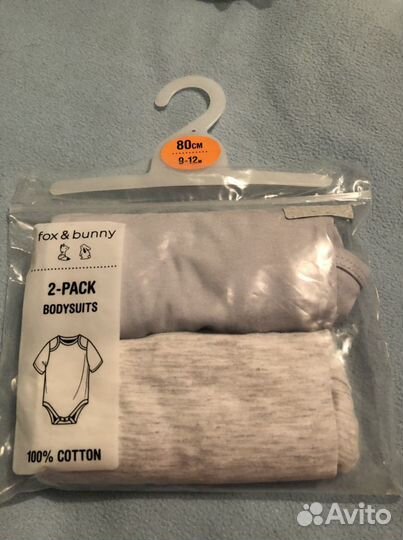 80CM
9-12M
fox & bunny
2-PACK
BODYSUITS
100% COTTON
Avito